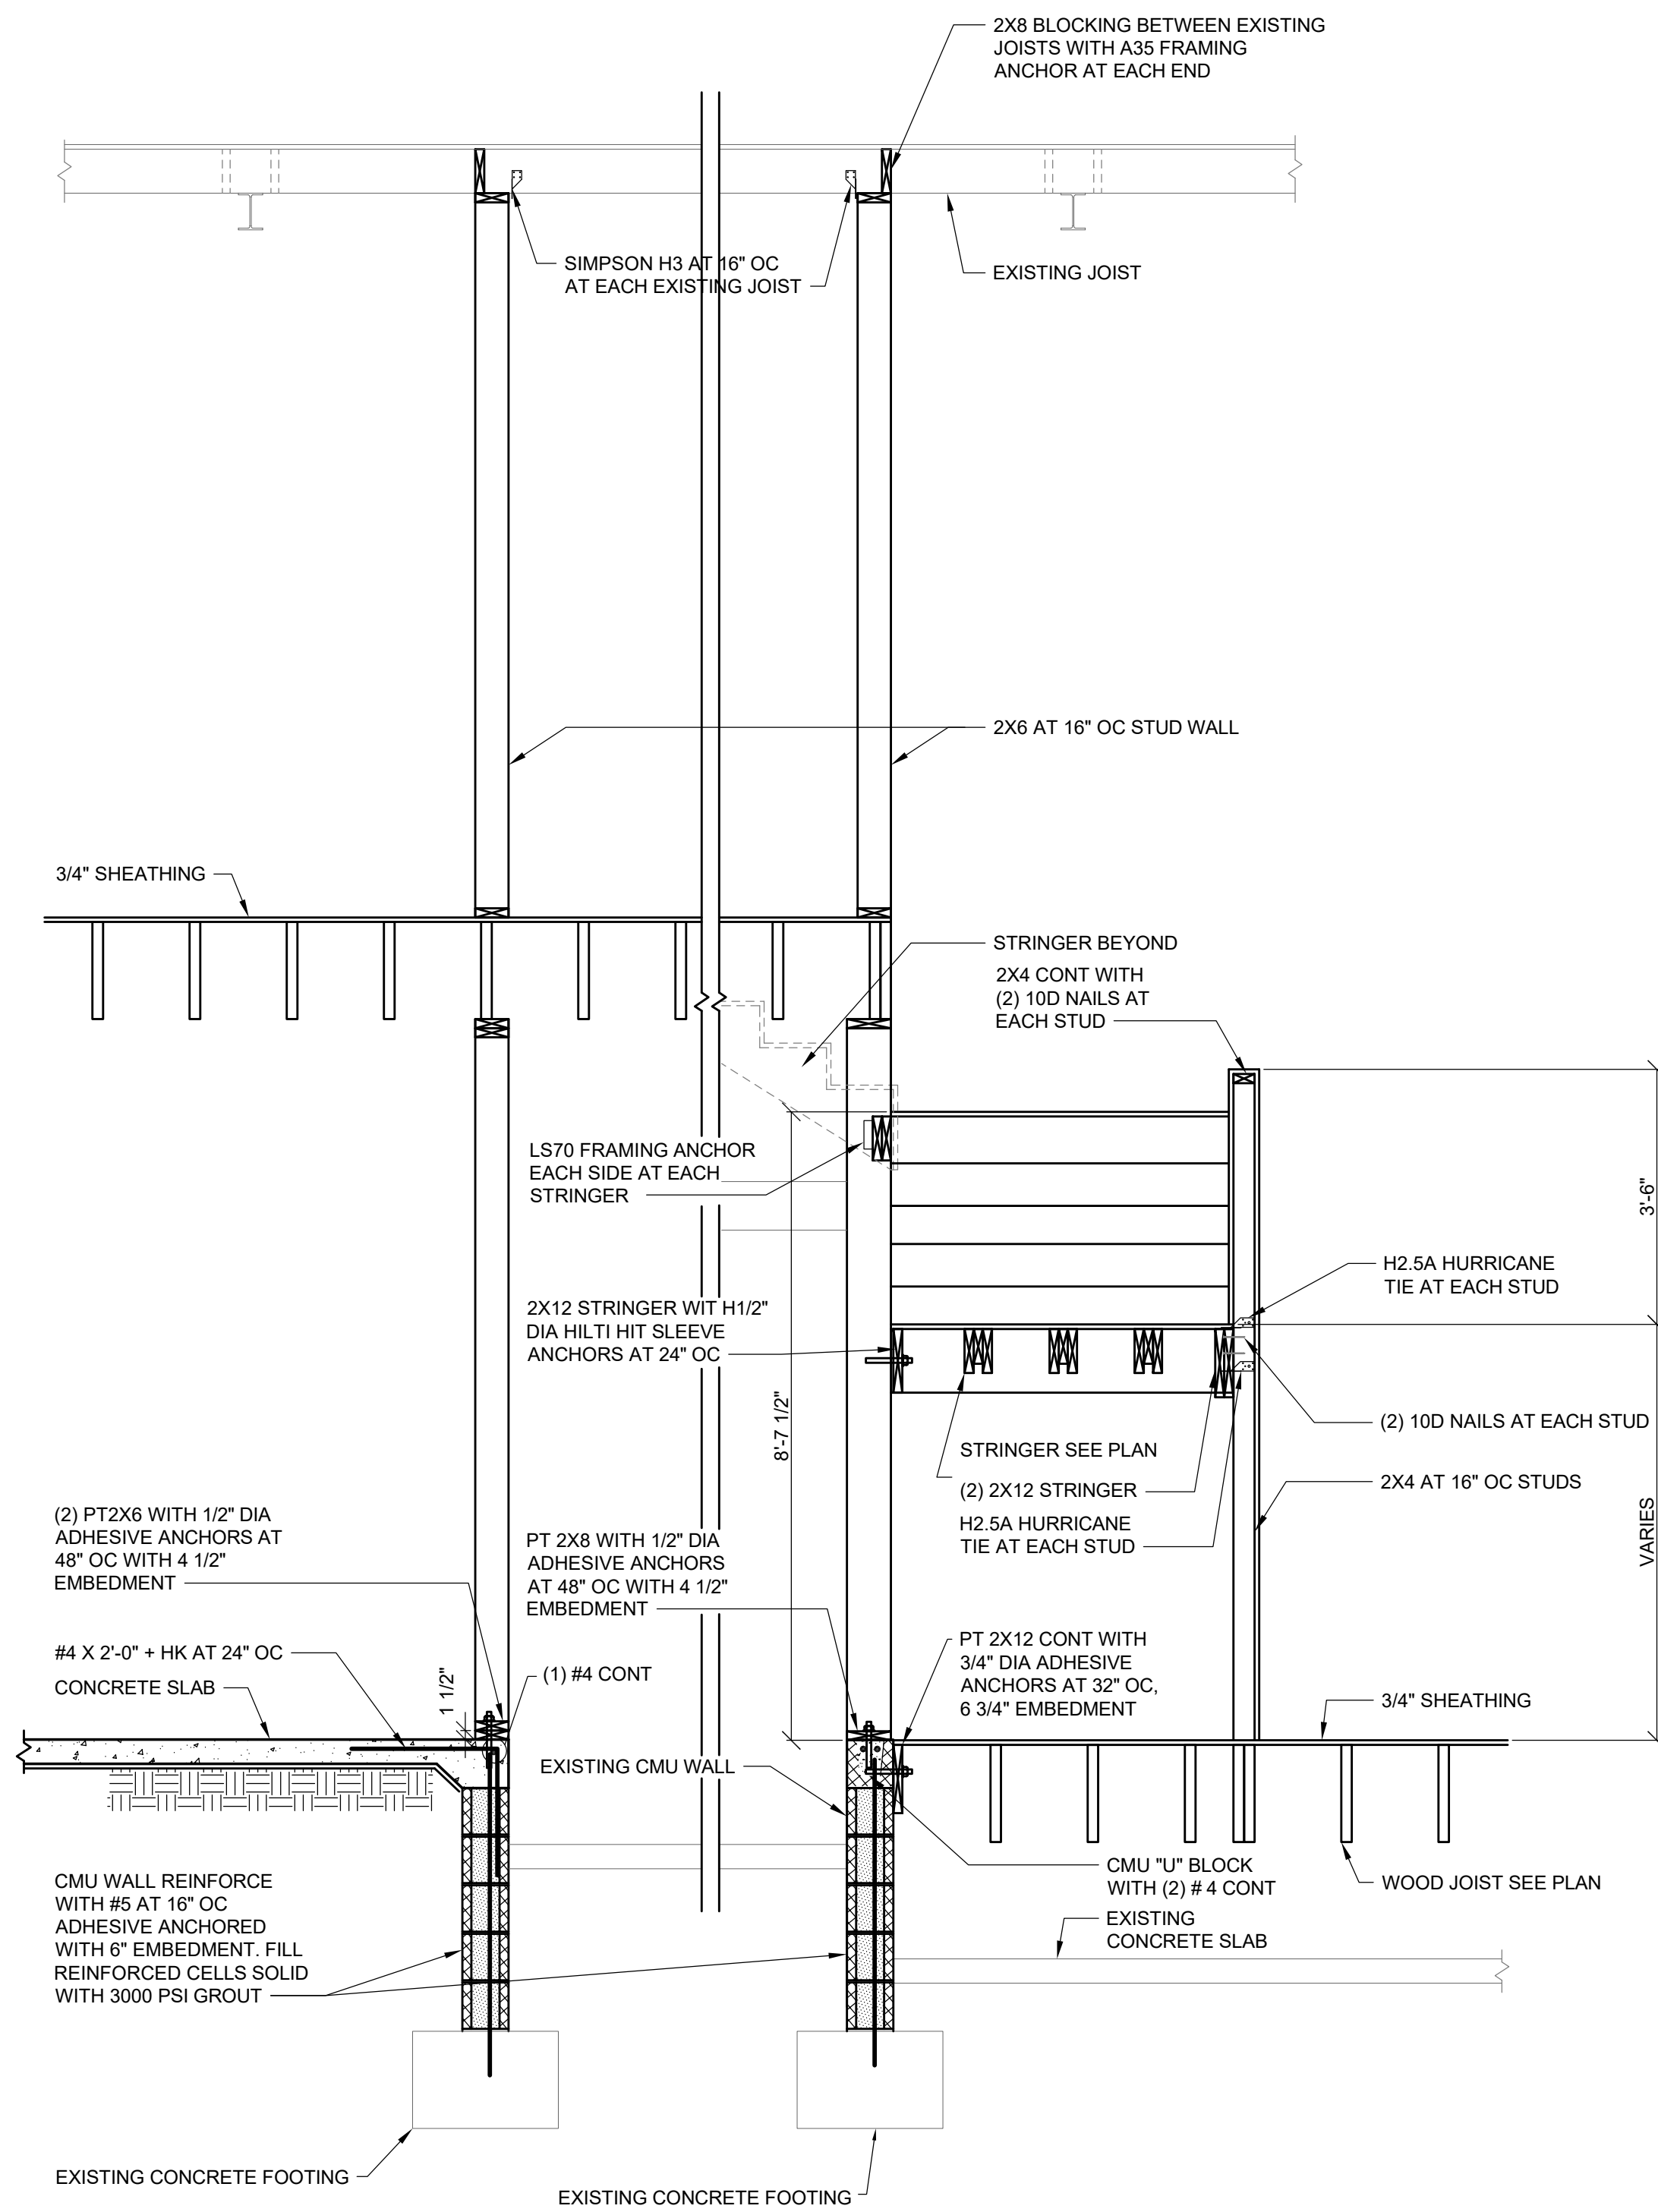 2X8 BLOCKING BETWEEN EXISTING
JOISTS WITH A35 FRAMING
ANCHOR AT EACH END
SIMPSON H3 AT 16" OC
AT EACH EXISTING JOIST
EXISTING JOIST
2X6 AT 16" OC STUD WALL
3/4" SHEATHING
STRINGER BEYOND
2X4 CONT WITH
(2) 10D NAILS AT
EACH STUD
LS70 FRAMING ANCHOR
EACH SIDE AT EACH
STRINGER
3'-6"
H2.5A HURRICANE
TIE AT EACH STUD
2X12 STRINGER WIT H1/2"
DIA HILTI HIT SLEEVE
ANCHORS AT 24" OC
8'-7 1/2"
(2) 10D NAILS AT EACH STUD
STRINGER SEE PLAN
(2) 2X12 STRINGER
H2.5A HURRICANE
TIE AT EACH STUD
2X4 AT 16" OC STUDS
VARIES
(2) PT2X6 WITH 1/2" DIA
ADHESIVE ANCHORS AT
48" OC WITH 4 1/2"
EMBEDMENT
PT 2X8 WITH 1/2" DIA
ADHESIVE ANCHORS
AT 48" OC WITH 4 1/2"
EMBEDMENT
#4 X 2'-0" + HK AT 24" OC
CONCRETE SLAB
1 1/2"
(1) #4 CONT
PT 2X12 CONT WITH
3/4" DIA ADHESIVE
ANCHORS AT 32" OC,
6 3/4" EMBEDMENT
3/4" SHEATHING
EXISTING CMU WALL
CMU "U" BLOCK
WITH (2) # 4 CONT
WOOD JOIST SEE PLAN
CMU WALL REINFORCE
WITH #5 AT 16" OC
ADHESIVE ANCHORED
WITH 6" EMBEDMENT. FILL
REINFORCED CELLS SOLID
WITH 3000 PSI GROUT
EXISTING
CONCRETE SLAB
EXISTING CONCRETE FOOTING
EXISTING CONCRETE FOOTING